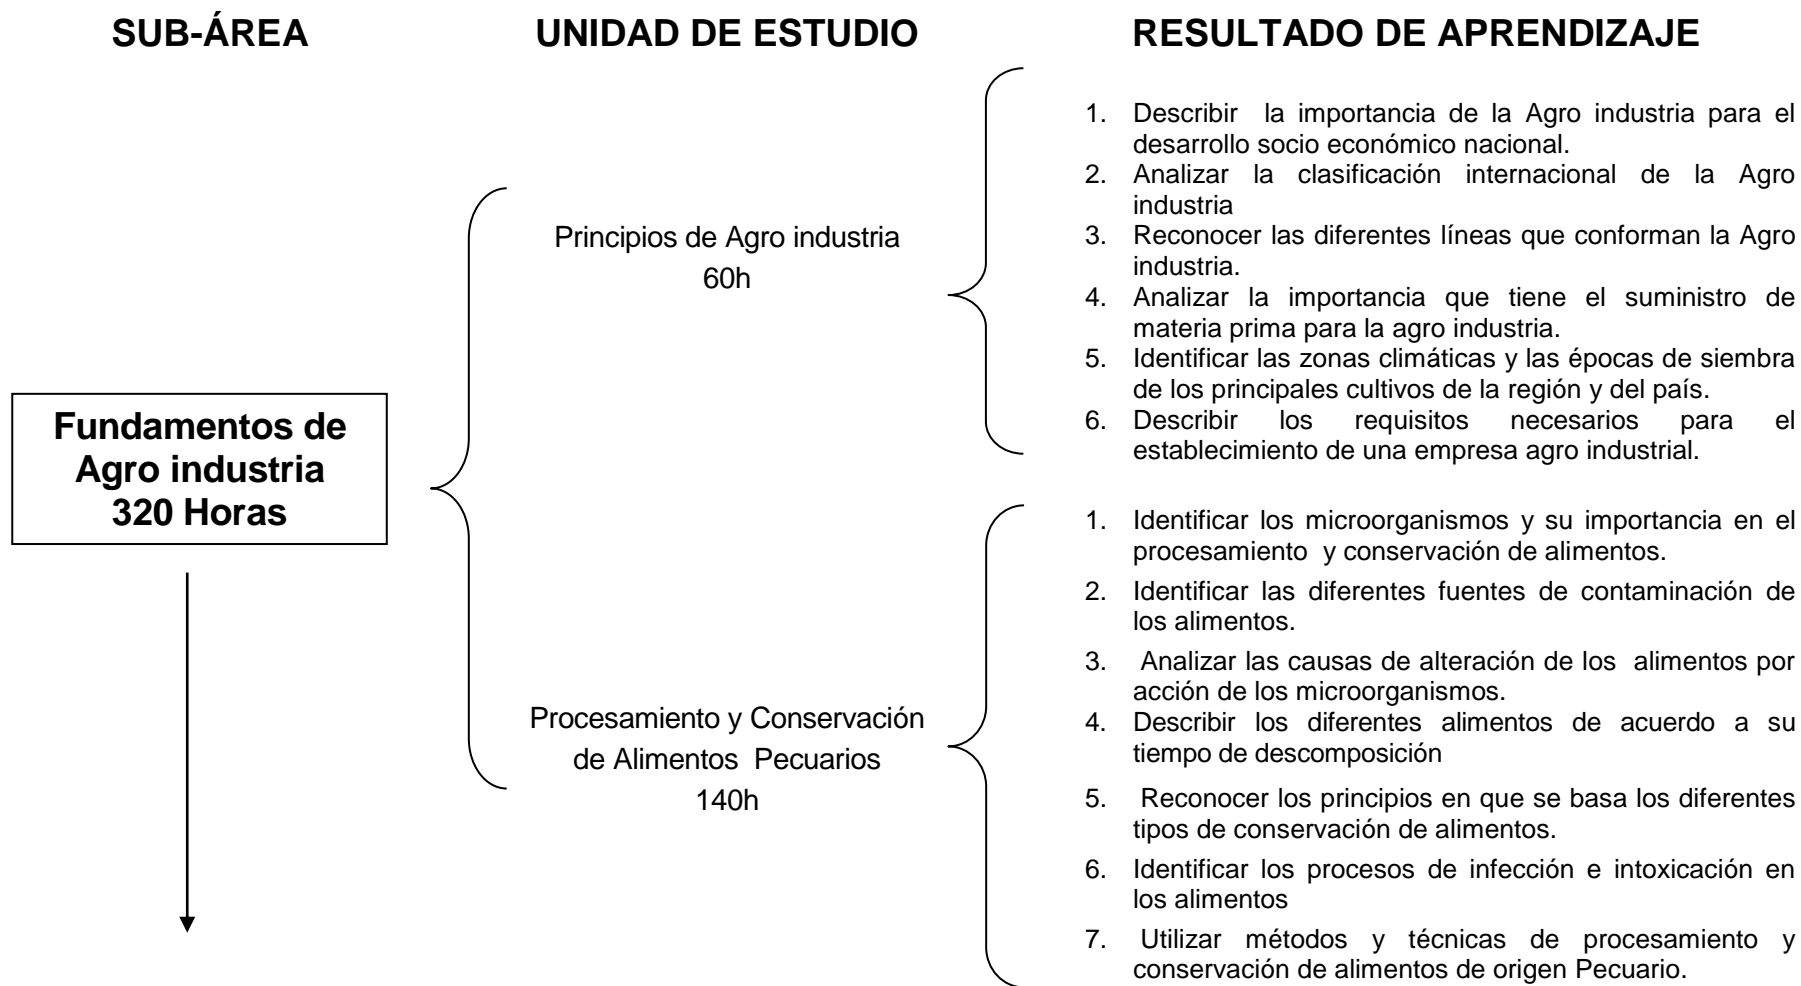 SUB-ÁREA
UNIDAD DE ESTUDIO
RESULTADO DE APRENDIZAJE
Fundamentos de
Agro industria
320 Horas
Principios de Agro industria
60h
1. Describir la importancia de la Agro industria para el
desarrollo socio económico nacional.
2. Analizar la clasificación internacional de la Agro
industria
3. Reconocer las diferentes líneas que conforman la Agro
industria.
4. Analizar la importancia que tiene el suministro de
materia prima para la agro industria.
5. Identificar las zonas climáticas y las épocas de siembra
de los principales cultivos de la región y del país.
6. Describir los requisitos necesarios para el
establecimiento de una empresa agro industrial.
Procesamiento y Conservación
de Alimentos Pecuarios
140h
1. Identificar los microorganismos y su importancia en el
procesamiento y conservación de alimentos.
2. Identificar las diferentes fuentes de contaminación de
los alimentos.
3. Analizar las causas de alteración de los alimentos por
acción de los microorganismos.
4. Describir los diferentes alimentos de acuerdo a su
tiempo de descomposición
5. Reconocer los principios en que se basa los diferentes
tipos de conservación de alimentos.
6. Identificar los procesos de infección e intoxicación en
los alimentos
7. Utilizar métodos y técnicas de procesamiento y
conservación de alimentos de origen Pecuario.